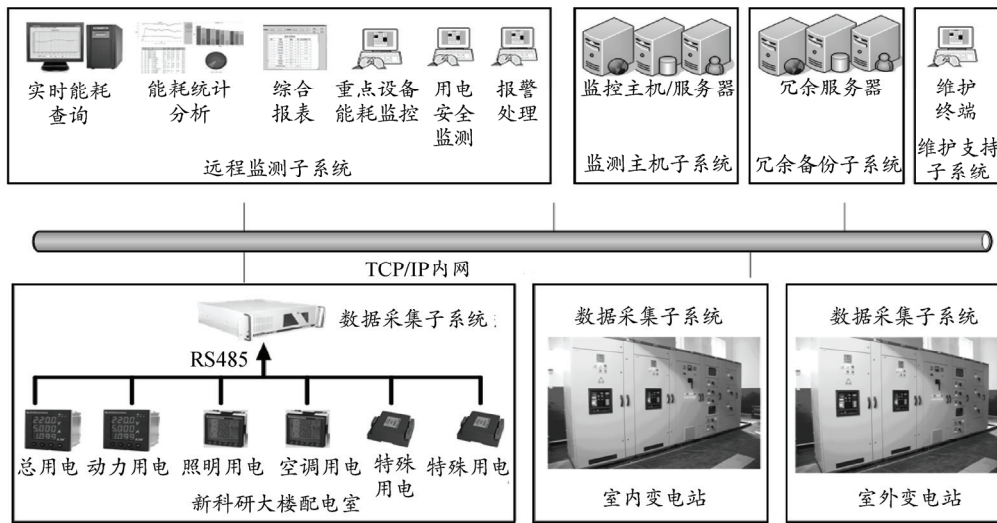 实时能耗
查询
能耗统计
分析
综合
报表
重点设备
能耗监控
用电
安全
监测
报警
处理
远程监测子系统
监控主机/服务器
监测主机子系统
冗余服务器
冗余备份子系统
维护
终端
维护支持
子系统
TCP/IP内网
数据采集子系统
RS485
总用电
动力用电
照明用电
空调用电
特殊
用电
特殊用电
新科研大楼配电室
数据采集子系统
室内变电站
数据采集子系统
室外变电站